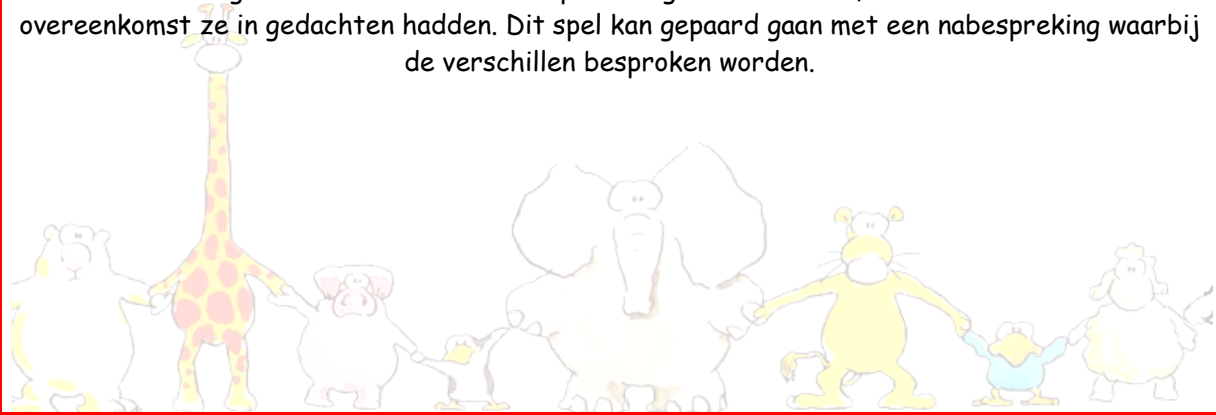 overeenkomst ze in gedachten hadden. Dit spel kan gepaard gaan met een nabespreking waarbij
de verschillen besproken worden.